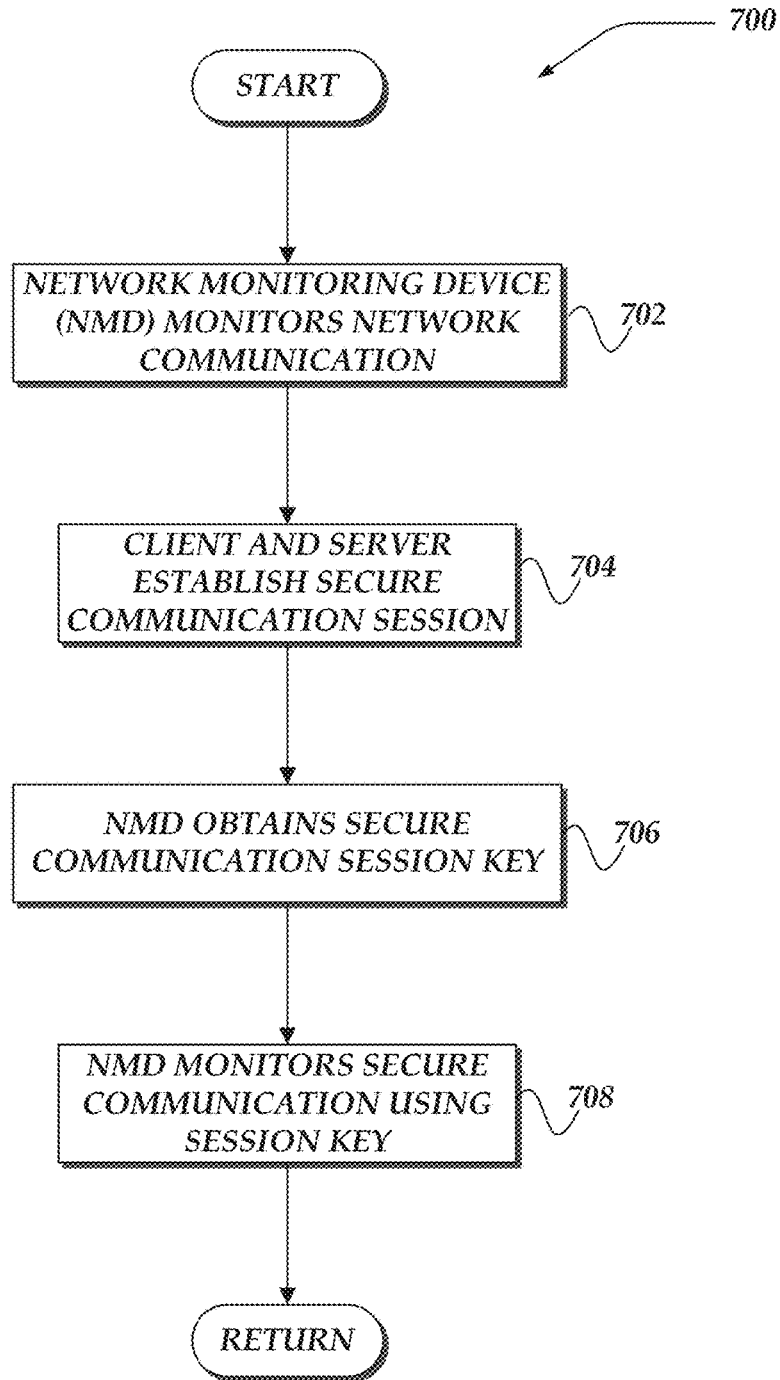 700
START
NETWORK MONITORING DEVICE
(NMD) MONITORS NETWORK
COMMUNICATION
702
CLIENT AND SERVER
ESTABLISH SECURE
COMMUNICATION SESSION
704
NMD OBTAINS SECURE
COMMUNICATION SESSION KEY
706
NMD MONITORS SECURE
COMMUNICATION USING
SESSION KEY
708
RETURN